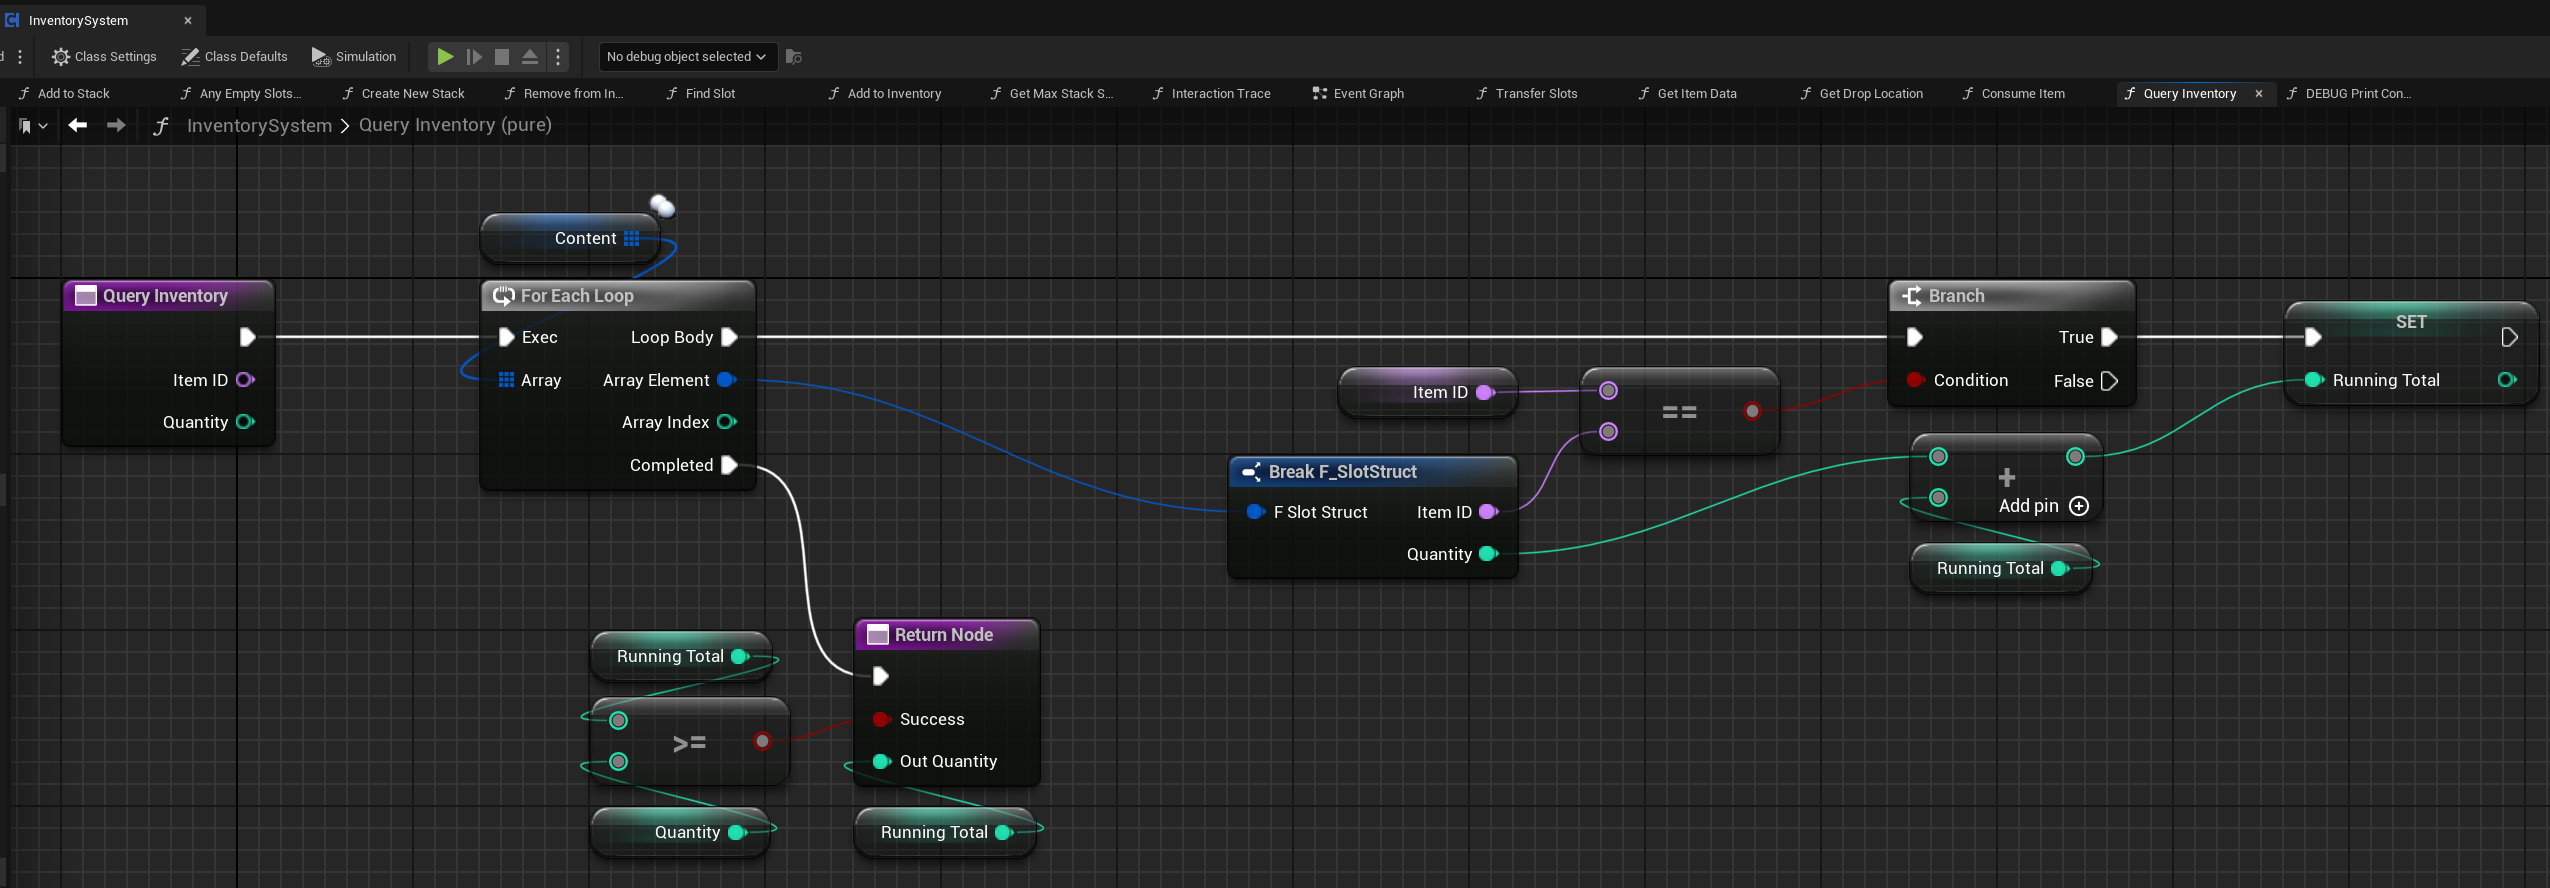 InventorySystem
Class Settings
Class Defaults
Simulation
No debug object selected
Add to Stack
Any Empty Slots...
Create New Stack
Remove from In...
Find Slot
Add to Inventory
Get Max Stack S...
Interaction Trace
Event Graph
Transfer Slots
Get Item Data
Get Drop Location
Consume Item
Query Inventory
DEBUG Print Con...
InventorySystem > Query Inventory (pure)
Content
Query Inventory
Item ID
Quantity
For Each Loop
Exec
Loop Body
Array
Array Element
Array Index
Completed
Item ID
==
Break F_SlotStruct
F Slot Struct
Item ID
Quantity
Branch
True
Condition
False
SET
Running Total
+
Add pin
Running Total
Running Total
>=
Quantity
Return Node
Success
Out Quantity
Running Total